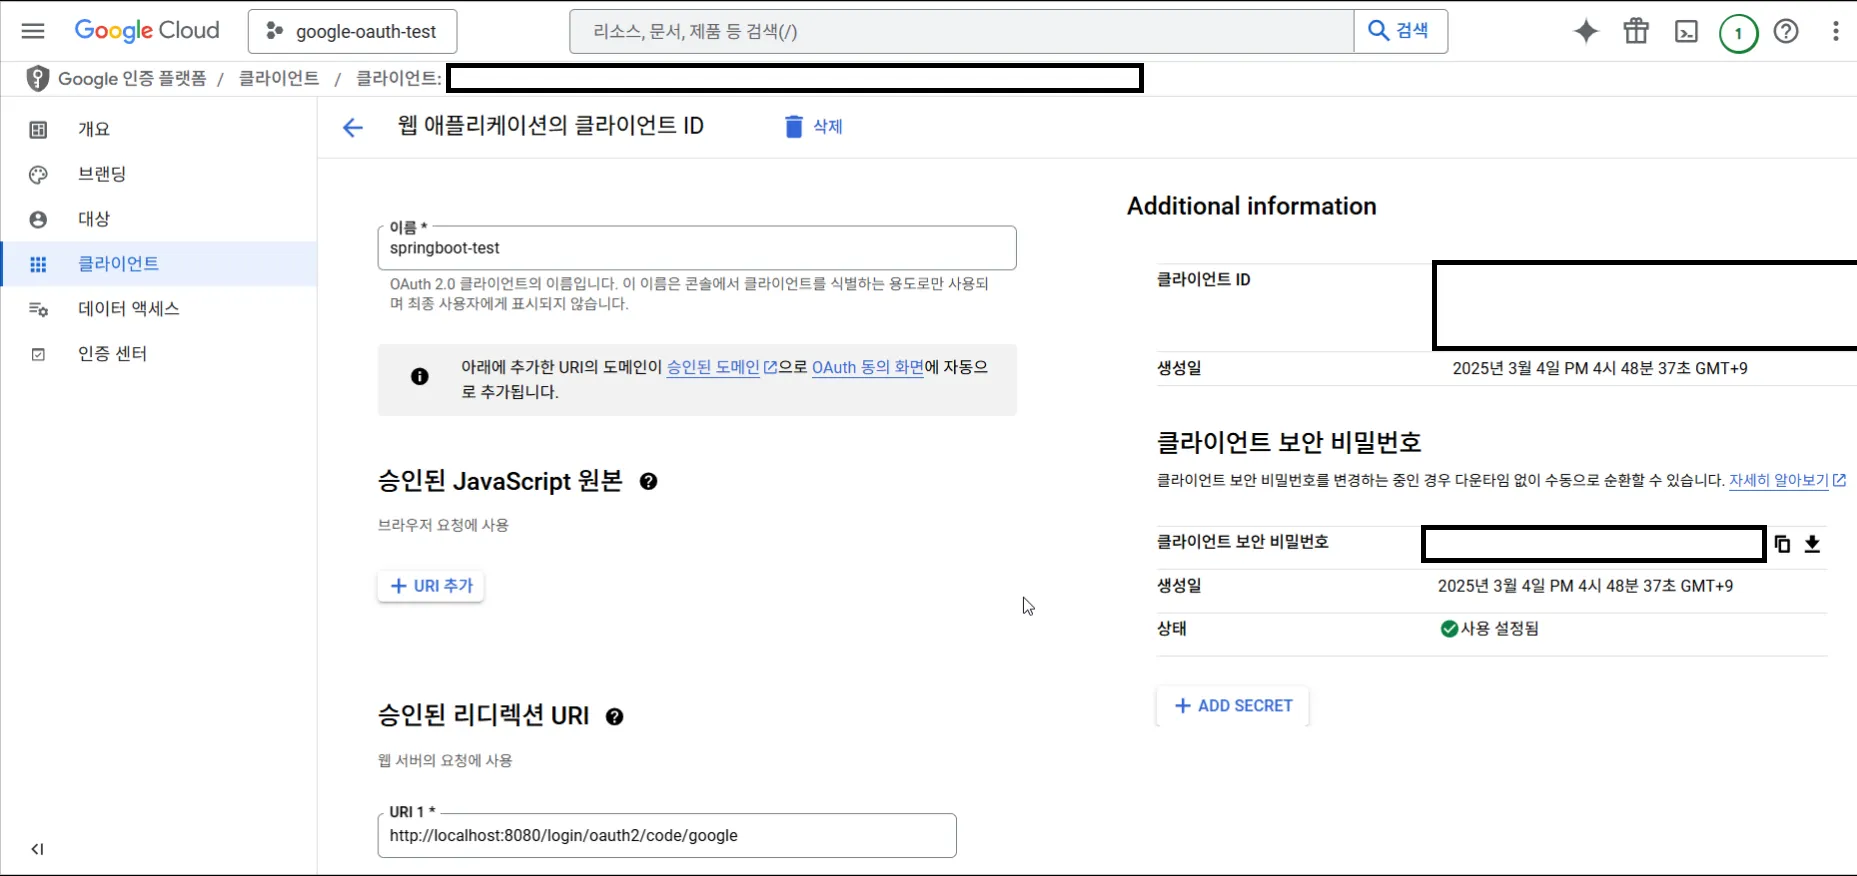 Google Cloud
google-oauth-test
리소스, 문서, 제품 등 검색(/)
검색
1
Google 인증 플랫폼 / 클라이언트 / 클라이언트:
개요
브랜딩
대상
클라이언트
데이터 액세스
인증 센터
웹 애플리케이션의 클라이언트 ID
삭제
이름 *
springboot-test
OAuth 2.0 클라이언트의 이름입니다. 이 이름은 콘솔에서 클라이언트를 식별하는 용도로만 사용되
며 최종 사용자에게 표시되지 않습니다.
아래에 추가한 URI의 도메인이 승인된 도메인으로 OAuth 동의 화면에 자동으
로 추가됩니다.
승인된 JavaScript 원본
브라우저 요청에 사용
+ URI 추가
승인된 리디렉션 URI
웹 서버의 요청에 사용
URI 1 *
http://localhost:8080/login/oauth2/code/google
Additional information
클라이언트 ID
생성일 2025년 3월 4일 PM 4시 48분 37초 GMT+9
클라이언트 보안 비밀번호
클라이언트 보안 비밀번호를 변경하는 중인 경우 다운타임 없이 수동으로 순환할 수 있습니다. 자세히 알아보기
클라이언트 보안 비밀번호
생성일 2025년 3월 4일 PM 4시 48분 37초 GMT+9
상태 사용 설정됨
+ ADD SECRET